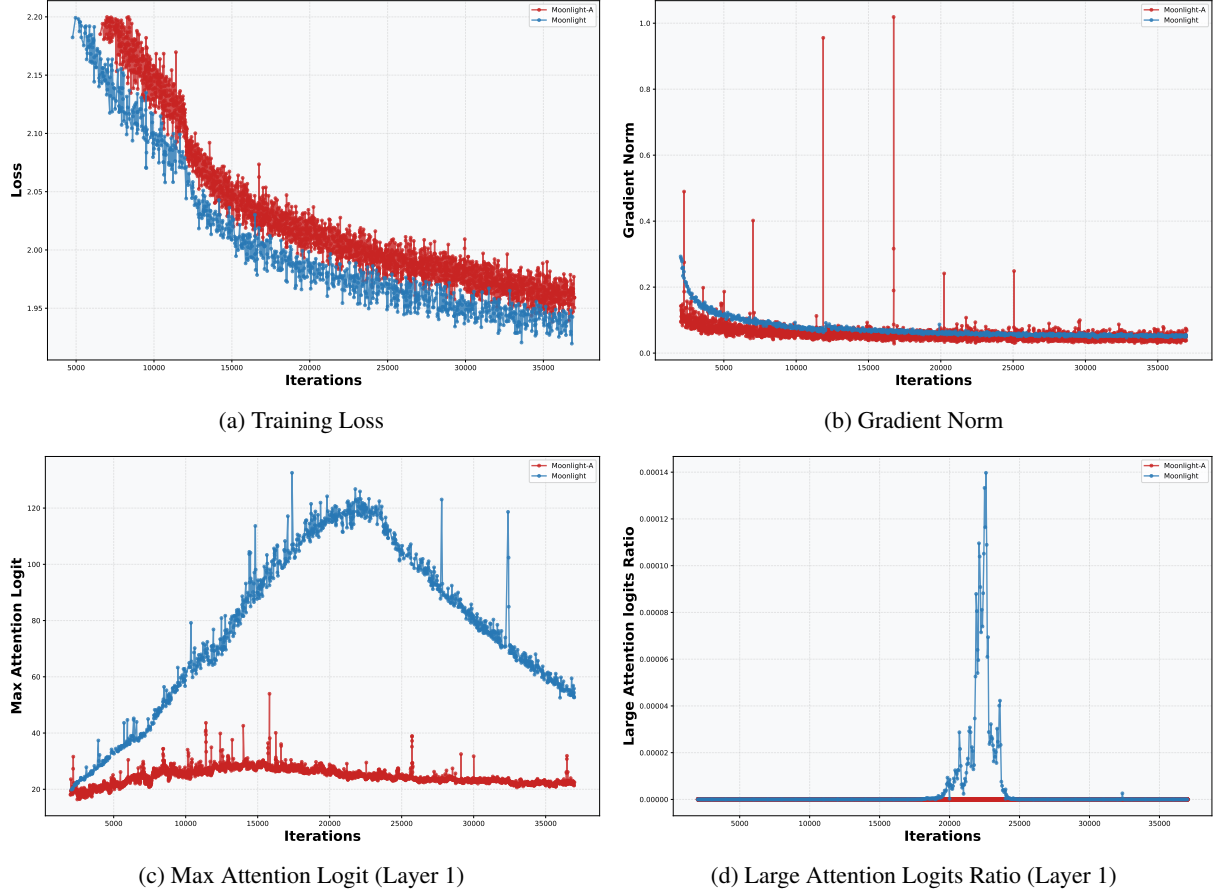 Moonlight-A
Moonlight
2.20
2.15
2.10
2.05
2.00
1.95
Loss
5000 10000 15000 20000 25000 30000 35000
Iterations
(a) Training Loss
Moonlight-A
Moonlight
1.0
0.8
0.6
0.4
0.2
0.0
Gradient Norm
5000 10000 15000 20000 25000 30000 35000
Iterations
(b) Gradient Norm
Moonlight-A
Moonlight
120
100
80
60
40
20
Max Attention Logit
5000 10000 15000 20000 25000 30000 35000
Iterations
(c) Max Attention Logit (Layer 1)
Moonlight-A
Moonlight
0.00014
0.00012
0.00010
0.00008
0.00006
0.00004
0.00002
0.00000
Large Attention logits Ratio
5000 10000 15000 20000 25000 30000 35000
Iterations
(d) Large Attention Logits Ratio (Layer 1)